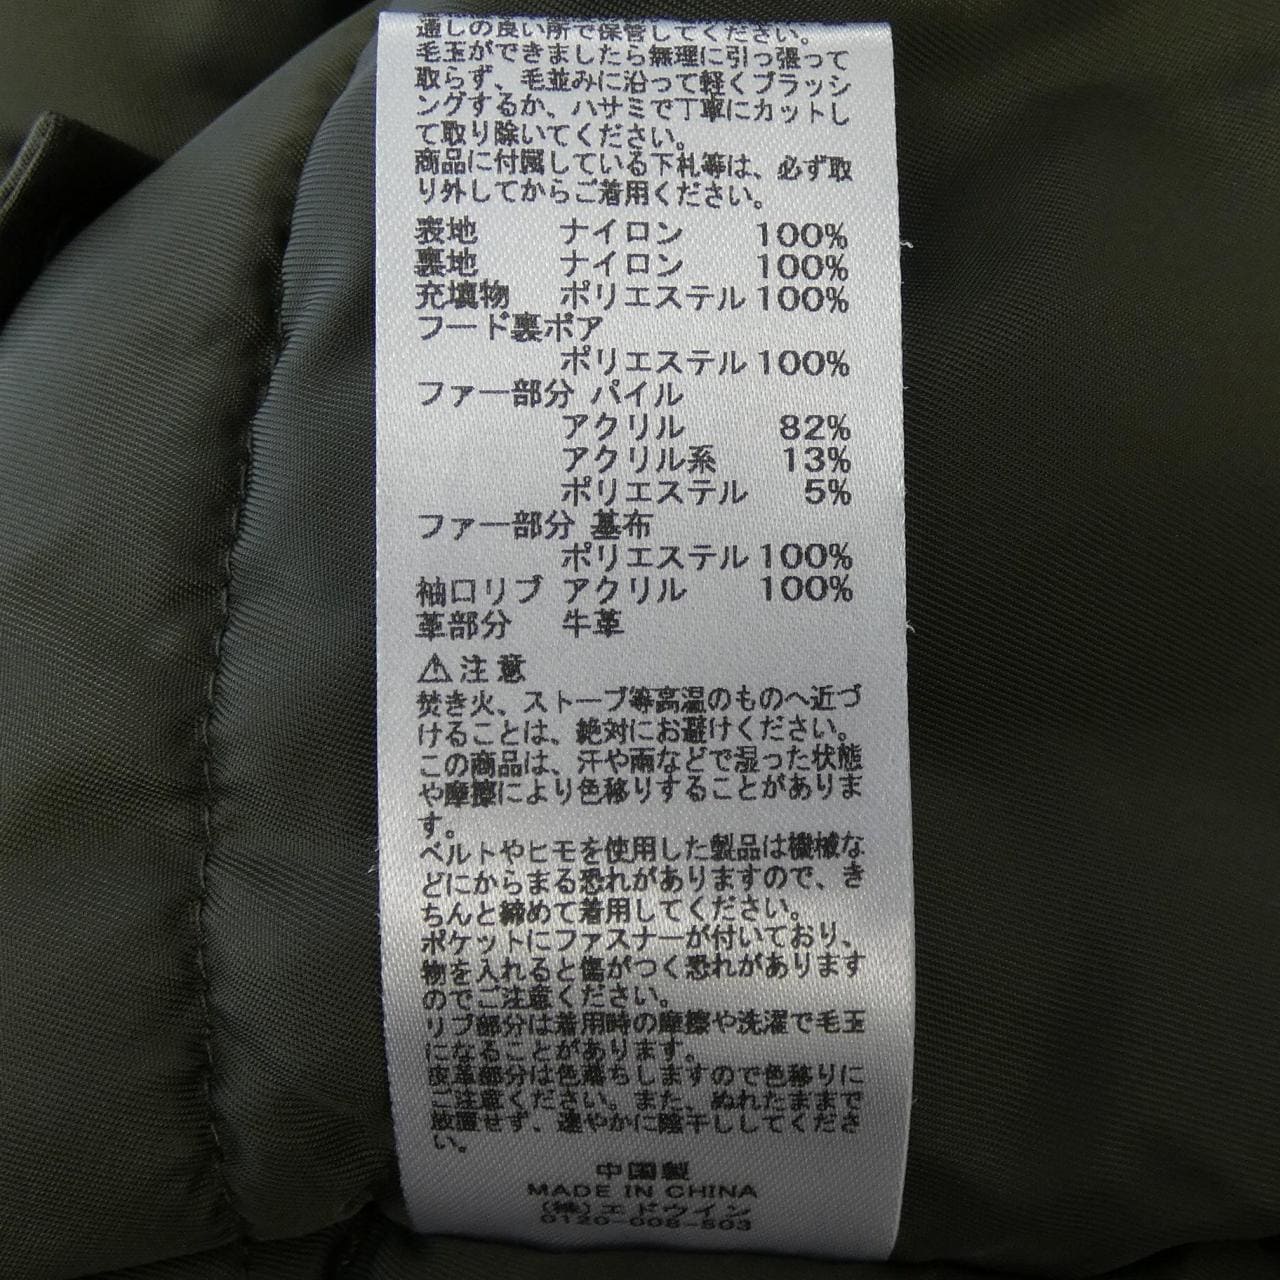 通しの良い所で保管してください。
毛玉ができましたら無理に引っ張って
取らず、毛並みに沿って軽くブラッシ
ングするか、ハサミで丁寧にカットし
て取り除いてください。
商品に付属している下札等は、必ず取
り外してからご着用ください。
表地 ナイロン 100%
裏地 ナイロン 100%
充填物 ポリエステル 100%
フード裏ボア
ポリエステル 100%
ファー部分 パイル
アクリル 82%
アクリル系 13%
ポリエステル 5%
ファー部分 基布
ポリエステル 100%
袖口リブ アクリル 100%
革部分 牛革
⚠注意
焚き火、ストーブ等高温のものへ近づ
けることは、絶対にお避けください。
この商品は、汗や雨などで湿った状態
や摩擦により色移りすることがありま
す。
ベルトやヒモを使用した製品は機械な
どにからまる恐れがありますので、き
ちんと締めて着用してください。
ポケットにファスナーが付いており、
物を入れると傷がつく恐れがあります
のでご注意ください。
リブ部分は着用時の摩擦や洗濯で毛玉
になることがあります。
皮革部分は色落ちしますので色移りに
ご注意ください。また、ぬれたままで
放置せず、速やかに陰干ししてくださ
い。
中国製
MADE IN CHINA
(株)エドウイン
0120-008-503